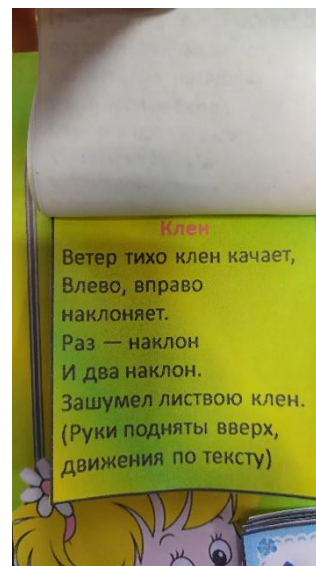 Клен
Ветер тихо клен качает,
Влево, вправо
наклоняет.
Раз — наклон
И два наклон.
Зашумел листвою клен.
(Руки подняты вверх,
движения по тексту)